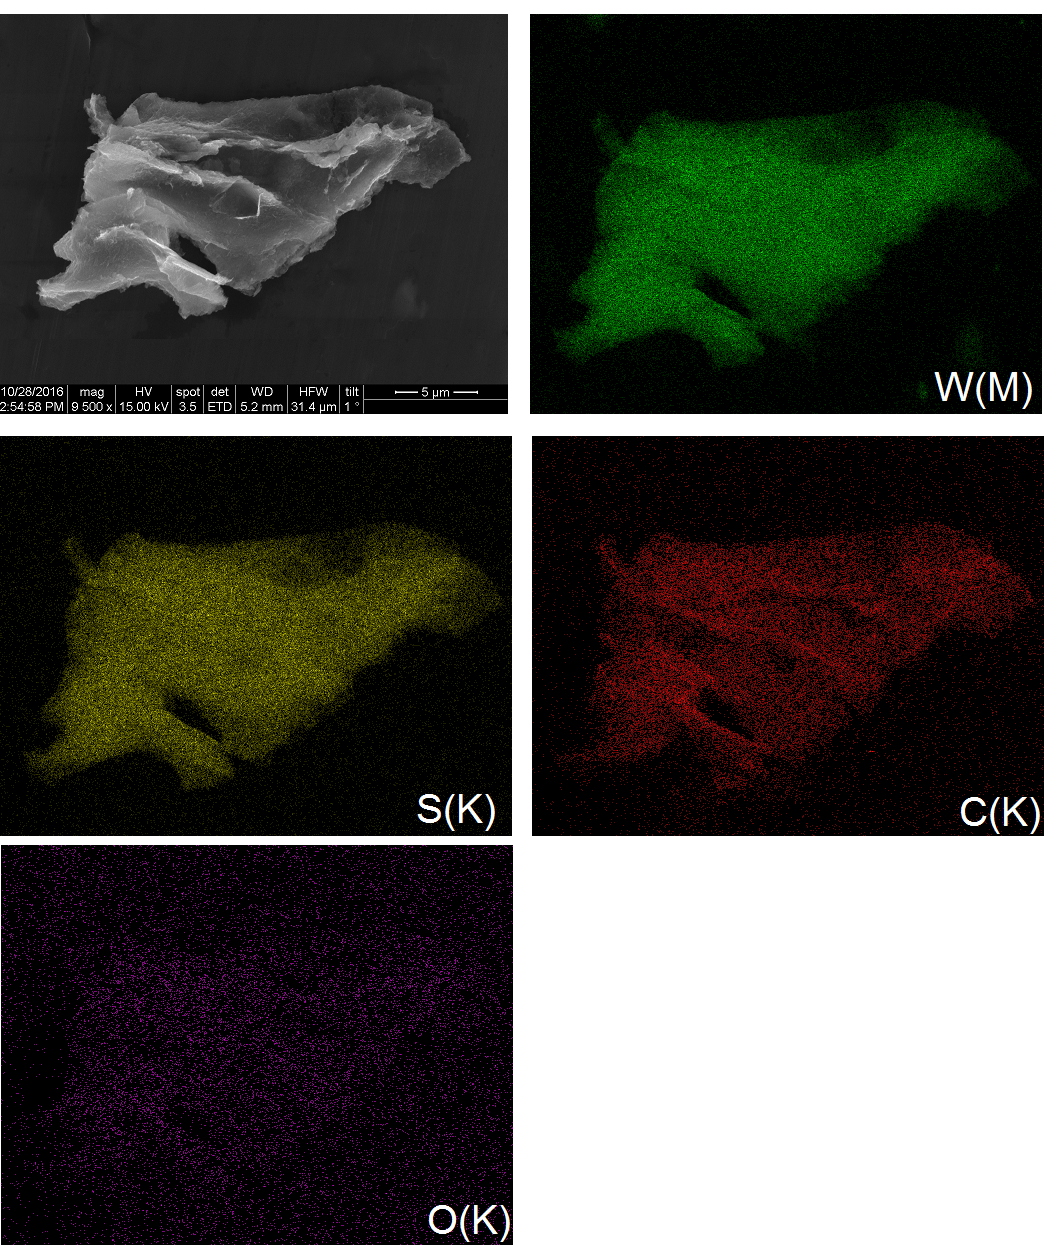 10/28/2016 mag HV spot det WD HFW tilt 5 µm
2:54:58 PM 9 500 x 15.00 kV 3.5 ETD 5.2 mm 31.4 µm 1 °
W(M)
S(K)
C(K)
O(K)